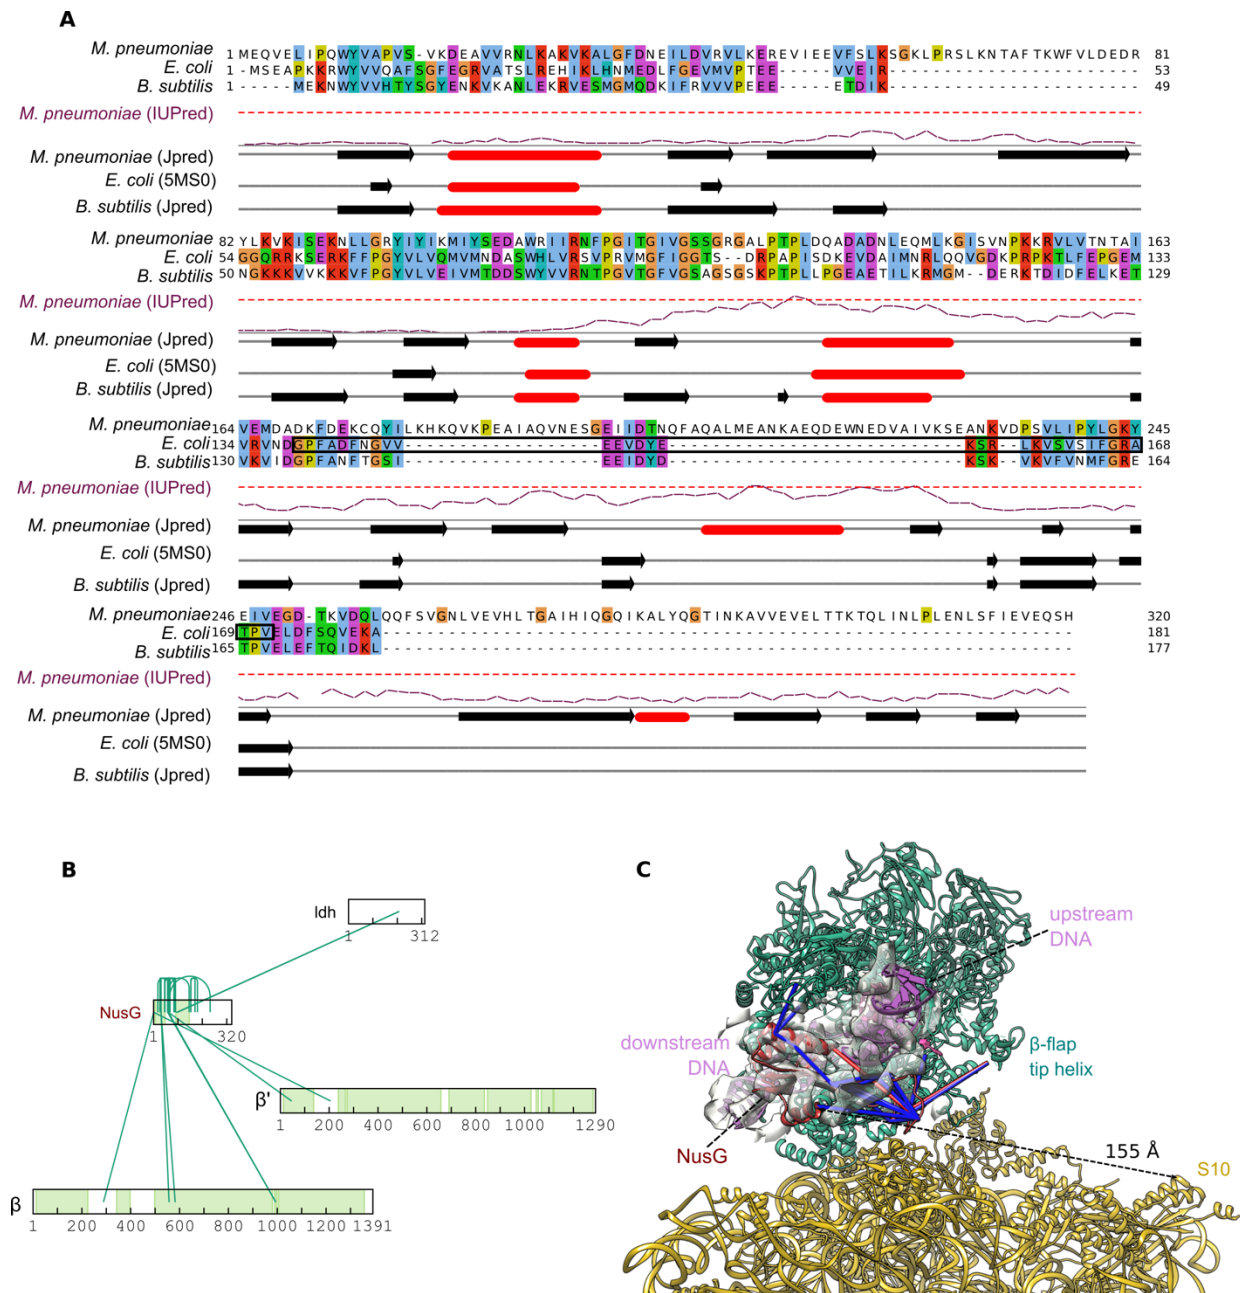 A
M. pneumoniae 1 MEQVELIPQWYVAPVS-VKDEAVVRNLKAKVKALGFDNEILDVRVLKEREVIEEVFSLKSGKLPRSLKNTAFTKWFVLDEDR 81
E. coli 1 -MSEAPKKRWYVVQAFSGFEGRVATSLREHIKLHNMEDLFGEVMVPTEE-----VVEIR----------------------- 53
B. subtilis 1 -----MEKNWYVVHTYSGYENKVKANLEKRVESMGMQDKIFRVVVPEEE-----ETDIK----------------------- 49
M. pneumoniae (IUPred)
M. pneumoniae (Jpred)
E. coli (5MS0)
B. subtilis (Jpred)
M. pneumoniae 82 YLKVKISEKNLLGRYIYIKMIYSEDAWRIIRNFPGITGIVGSSGRGALPTPLDQADADNLEQMLKGISVNPKKRVLVTNTAI 163
E. coli 54 GGQRRKSERKFFPGYVLVQMVMNDASWHLVRSVPRVMGFIGGTS--DRPAPISDKEVDAIMNRLQQVGDKPRPKTLFEPGEM 133
B. subtilis 50 NGKKKVKVKKVFPGYVLVEIVMTDDSWYVVRNTPGVTGFVGSAGSGSKPTPLLPGEAETILKRMGM--DERKTDIDFELKET 129
M. pneumoniae (IUPred)
M. pneumoniae (Jpred)
E. coli (5MS0)
B. subtilis (Jpred)
M. pneumoniae 164 VEMDADKFDEKCQYILKHKQVKPEAIAQVNESGEIIDTNQFAQALMEANKAEQDEWNEDVAIVKSEANKVDPSVLIPYLGKY 245
E. coli 134 VRVNDGPFADFNGVV------------------EEVDYE---------------------------KSR--LKVSVSIFGRA 168
B. subtilis 130 VKVIDGPFANFTGSI------------------EEIDYD---------------------------KSK--LKVFVNMFGRE 164
M. pneumoniae (IUPred)
M. pneumoniae (Jpred)
E. coli (5MS0)
B. subtilis (Jpred)
M. pneumoniae 246 EIVEGD-TKVDQLQQFSVGNLVEVHLTGAIHIQGQIKALYQGTINKAVVEVELTTKTQLINLPLENLSFIEVEQSH 320
E. coli 169 TPVELDFSQVEKA--------------------------------------------------------------- 181
B. subtilis 165 TPVELEFTQIDKL--------------------------------------------------------------- 177
M. pneumoniae (IUPred)
M. pneumoniae (Jpred)
E. coli (5MS0)
B. subtilis (Jpred)
B
ldh
1 312
NusG
1 320
β'
1 200 400 600 800 1000 1290
β
1 200 400 600 800 1000 1200 1391
C
upstream
DNA
downstream
DNA
β-flap
tip helix
NusG
155 Å
S10